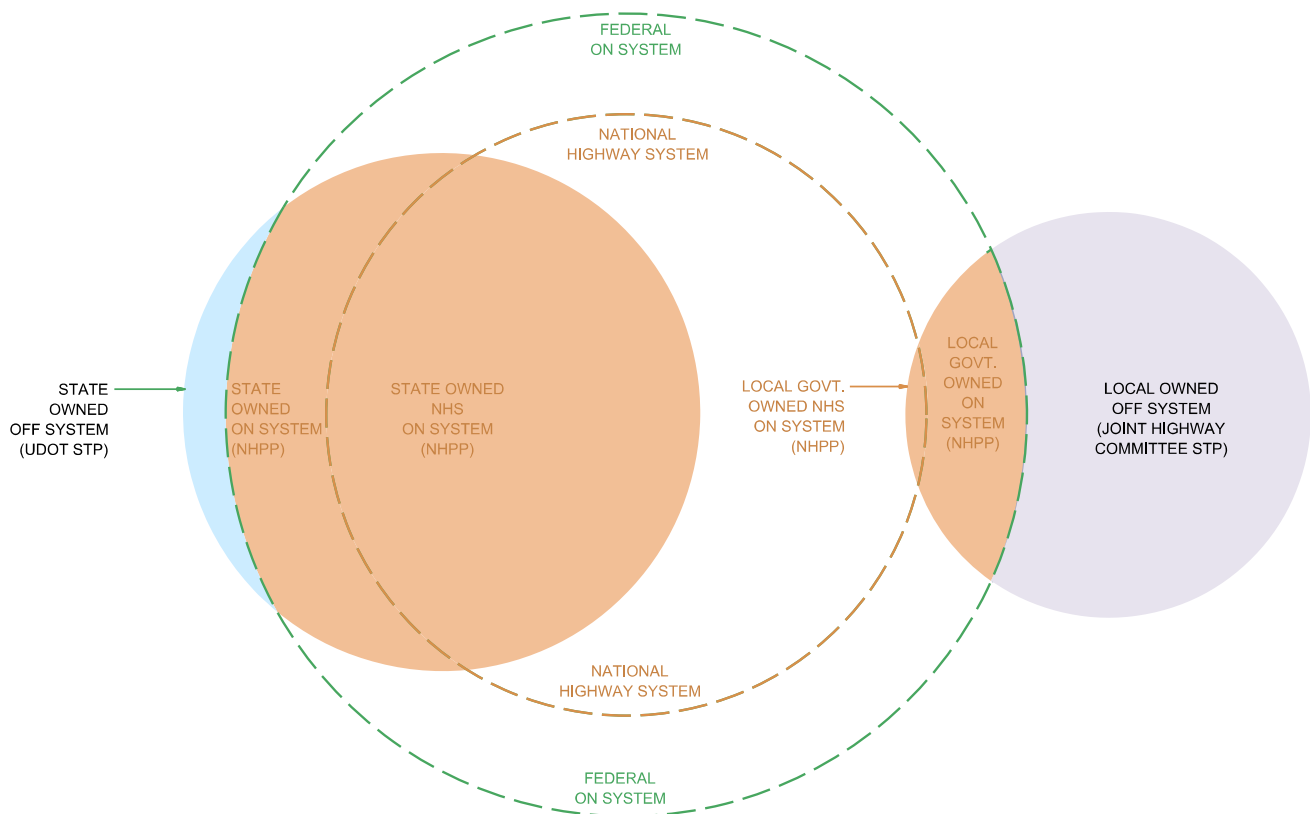 FEDERAL
ON SYSTEM
NATIONAL
HIGHWAY SYSTEM
STATE
OWNED
OFF SYSTEM
(UDOT STP)
STATE
OWNED
ON SYSTEM
(NHPP)
STATE OWNED
NHS
ON SYSTEM
(NHPP)
LOCAL GOVT.
OWNED NHS
ON SYSTEM
(NHPP)
LOCAL
GOVT.
OWNED
ON
SYSTEM
(NHPP)
LOCAL OWNED
OFF SYSTEM
(JOINT HIGHWAY
COMMITTEE STP)
NATIONAL
HIGHWAY SYSTEM
FEDERAL
ON SYSTEM